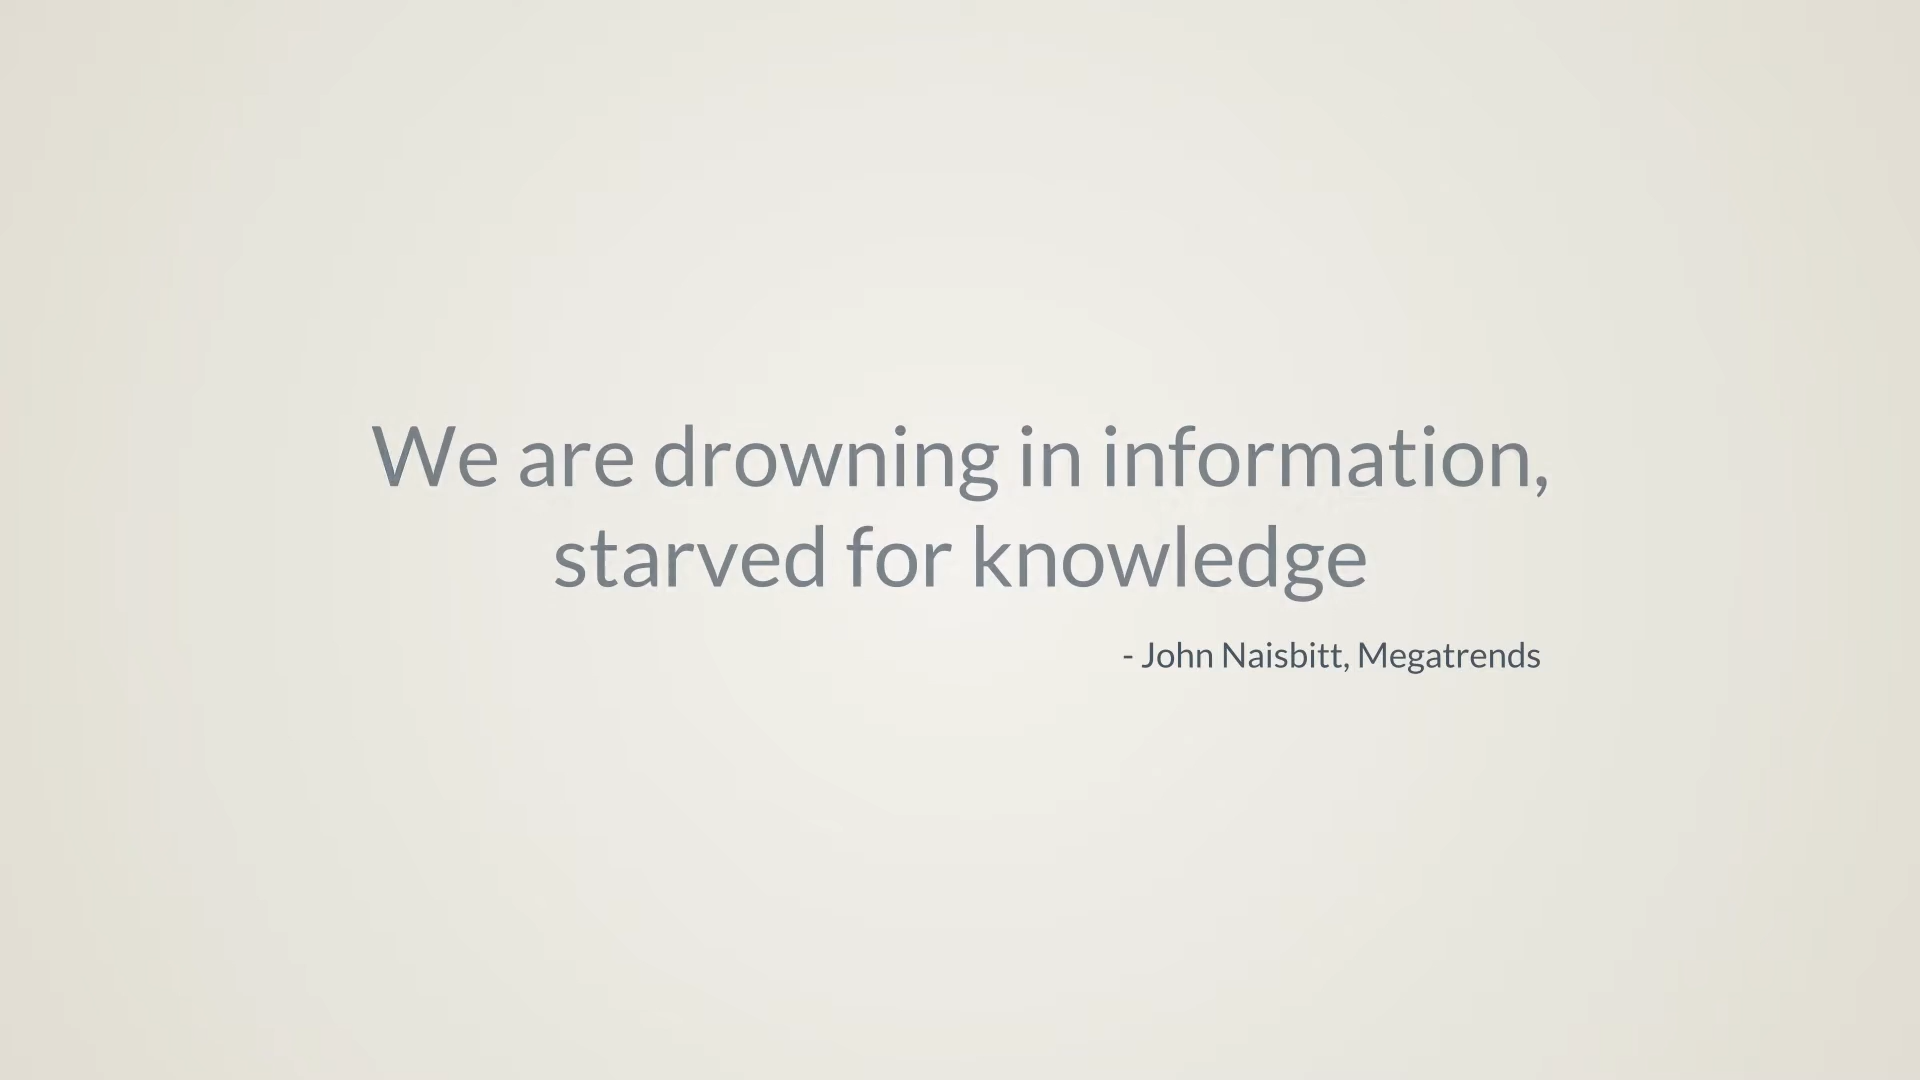 We are drowning in information,
starved for knowledge
- John Naisbitt, Megatrends